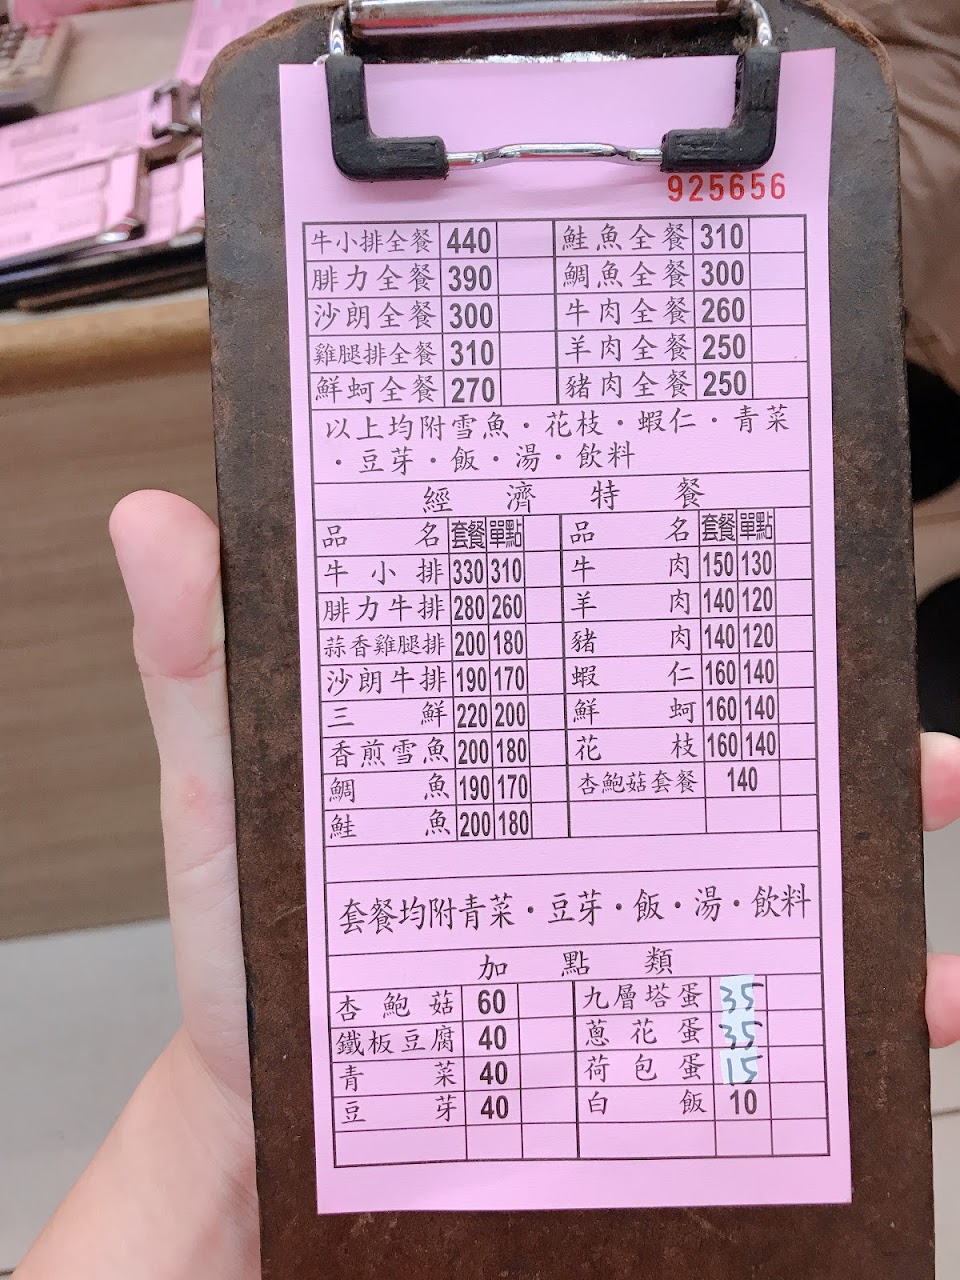 925656
牛小排全餐 440 鮭魚全餐 310
腓力全餐 390 鯛魚全餐 300
沙朗全餐 300 牛肉全餐 260
雞腿排全餐 310 羊肉全餐 250
鮮蚵全餐 270 豬肉全餐 250
以上均附雪魚・花枝・蝦仁・青菜
・豆芽・飯・湯・飲料
經濟特餐
品名 套餐 單點 品名 套餐 單點
牛小排 330 310 牛肉 150 130
腓力牛排 280 260 羊肉 140 120
蒜香雞腿排 200 180 豬肉 140 120
沙朗牛排 190 170 蝦仁 160 140
三鮮 220 200 鮮蚵 160 140
香煎雪魚 200 180 花枝 160 140
鯛魚 190 170 杏鮑菇套餐 140
鮭魚 200 180
套餐均附青菜・豆芽・飯・湯・飲料
加點類
杏鮑菇 60 九層塔蛋 35
鐵板豆腐 40 蔥花蛋 35
青菜 40 荷包蛋 15
豆芽 40 白飯 10